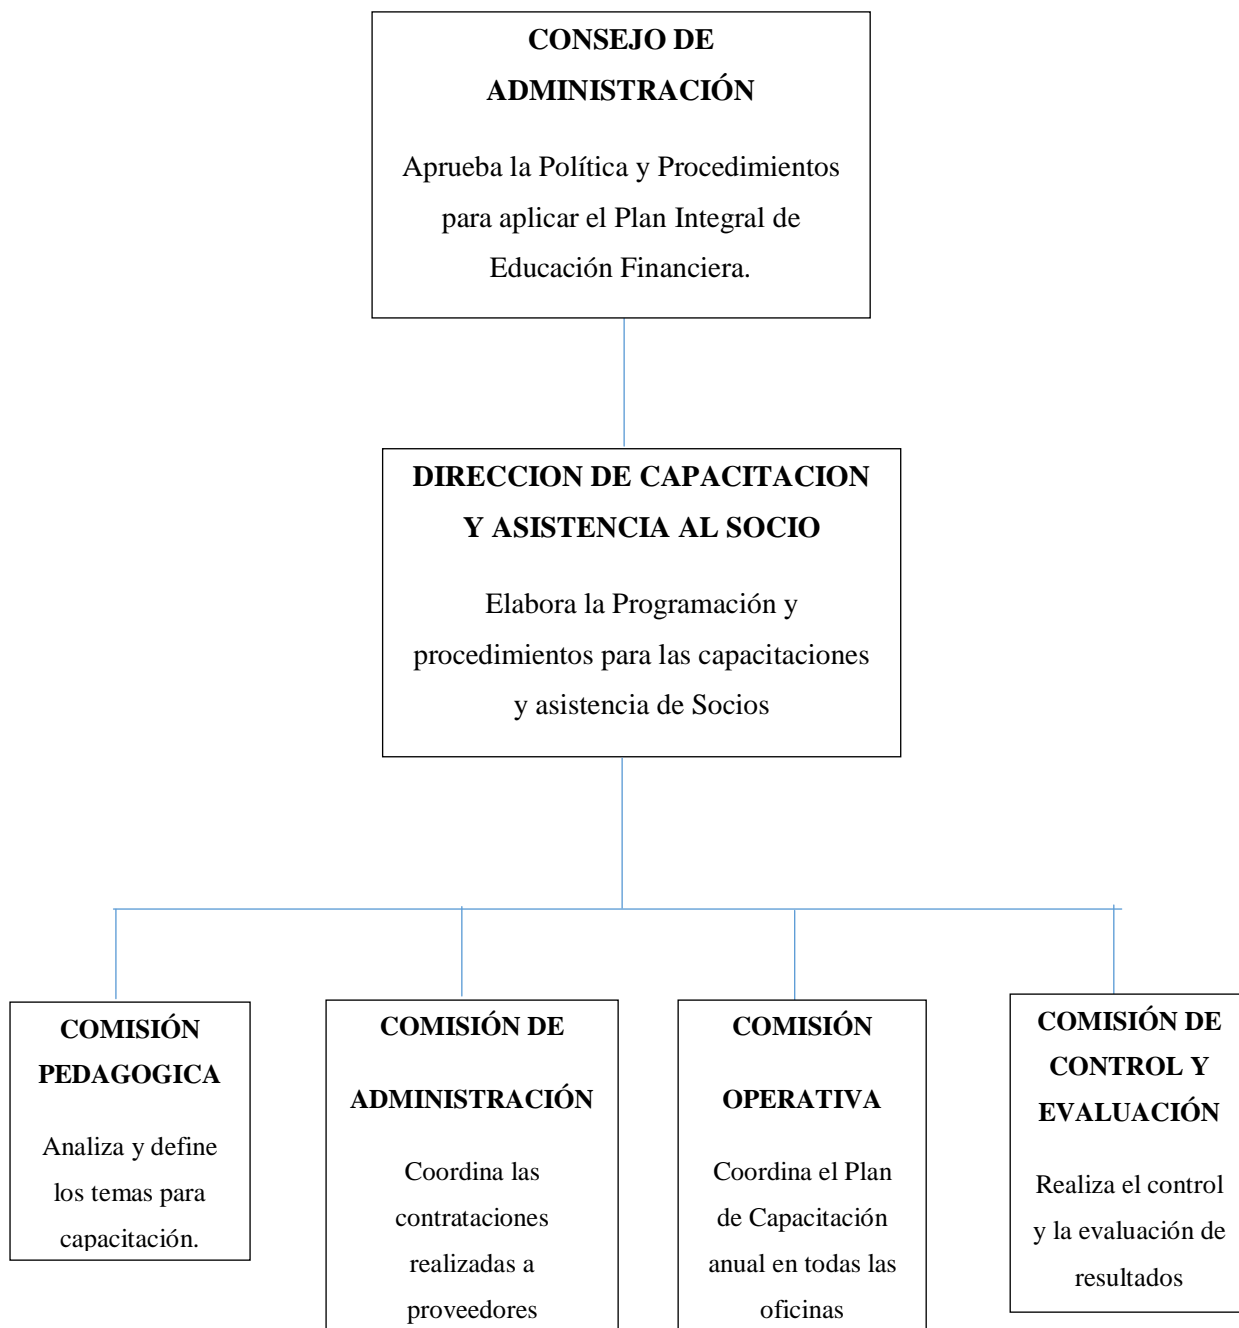 CONSEJO DE
ADMINISTRACIÓN
Aprueba la Política y Procedimientos
para aplicar el Plan Integral de
Educación Financiera.
DIRECCION DE CAPACITACION
Y ASISTENCIA AL SOCIO
Elabora la Programación y
procedimientos para las capacitaciones
y asistencia de Socios
COMISIÓN
PEDAGOGICA
Analiza y define
los temas para
capacitación.
COMISIÓN DE
ADMINISTRACIÓN
Coordina las
contrataciones
realizadas a
proveedores
COMISIÓN
OPERATIVA
Coordina el Plan
de Capacitación
anual en todas las
oficinas
COMISIÓN DE
CONTROL Y
EVALUACIÓN
Realiza el control
y la evaluación de
resultados